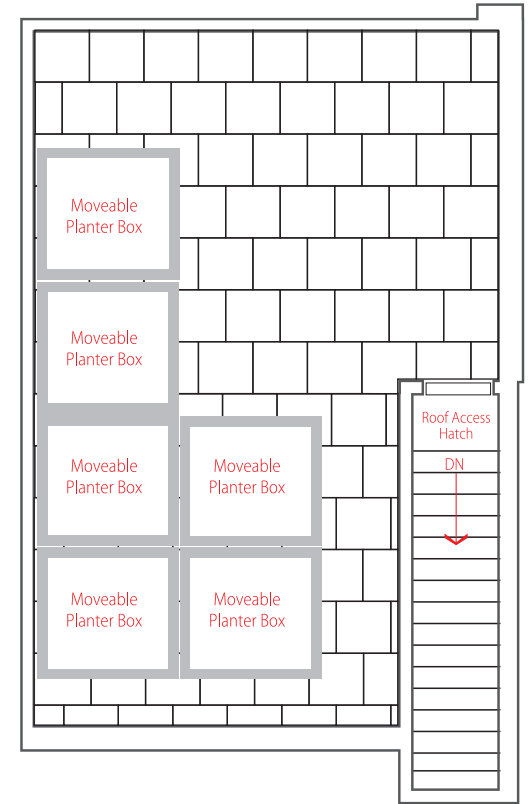 Moveable
Planter Box
Moveable
Planter Box
Roof Access
Hatch
DN
Moveable
Planter Box
Moveable
Planter Box
Moveable
Planter Box
Moveable
Planter Box